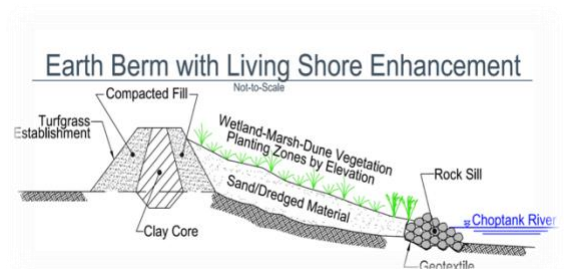 Earth Berm with Living Shore Enhancement
Not-to-Scale
Compacted Fill
Turfgrass
Establishment
Wetland-Marsh-Dune Vegetation
Planting Zones by Elevation
Rock Sill
Sand/Dredged Material
Choptank River
Clay Core
Geotextile